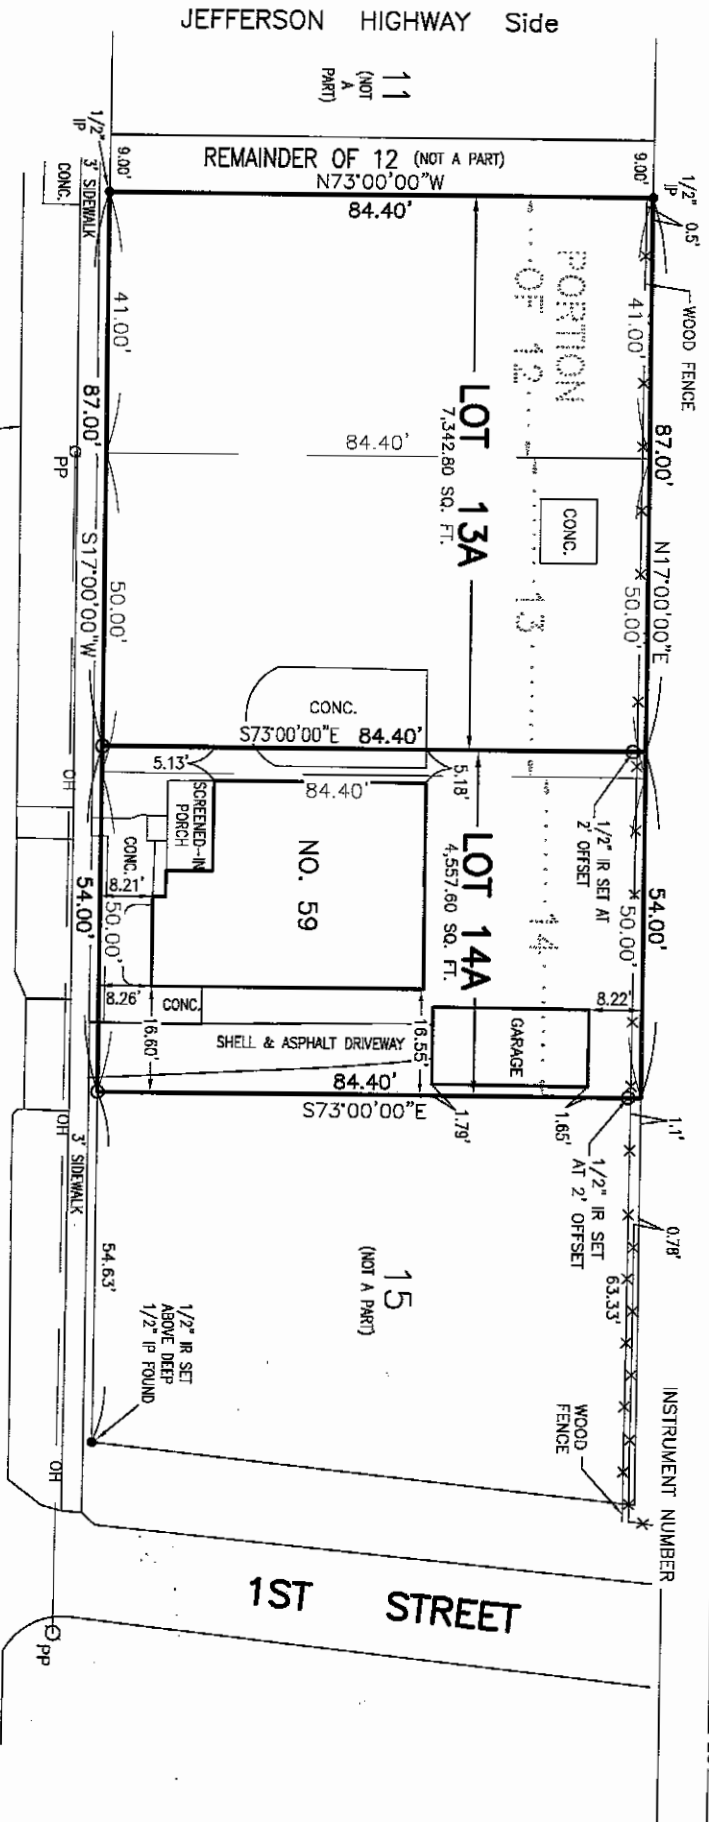 JEFFERSON HIGHWAY Side
11
(NOT
A
PART)
1/2"
IP
9.00'
REMAINDER OF 12 (NOT A PART)
9.00'
1/2"
IP
0.5'
CONC.
3' SIDEWALK
N73°00'00"W
84.40'
WOOD FENCE
PORTION
OF 12
41.00'
41.00'
87.00'
87.00'
LOT 13A
7,342.80 SQ. FT.
84.40'
PP
CONC.
S17°00'00"W
N17°00'00"E
50.00'
50.00'
13
CONC.
S73°00'00"E 84.40'
OH
5.13'
5.18'
84.40'
1/2" IR SET AT
2' OFFSET
SCREENED-IN
PORCH
NO. 59
LOT 14A
4,557.60 SQ. FT.
14
CONC.
8.21'
50.00'
50.00'
54.00'
54.00'
8.26'
CONC.
16.60'
16.55'
8.22'
SHELL & ASPHALT DRIVEWAY
GARAGE
84.40'
S73°00'00"E
1.79'
1.65'
1.1'
OH
3' SIDEWALK
1/2" IR SET
AT 2' OFFSET
0.78'
54.63'
15
(NOT A PART)
63.33'
1/2" IR SET
ABOVE DEEP
1/2" IP FOUND
WOOD
FENCE
INSTRUMENT NUMBER
OH
1ST STREET
PP